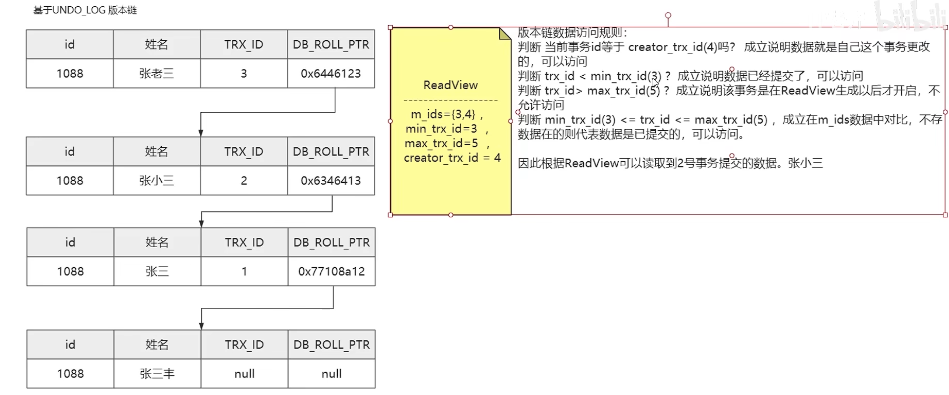 基于UNDO_LOG 版本链
id 姓名 TRX_ID DB_ROLL_PTR
1088 张老三 3 0x6446123
id 姓名 TRX_ID DB_ROLL_PTR
1088 张小三 2 0x6346413
id 姓名 TRX_ID DB_ROLL_PTR
1088 张三 1 0x77108a12
id 姓名 TRX_ID DB_ROLL_PTR
1088 张三丰 null null
ReadView
m_ids={3,4} ，
min_trx_id=3 ，
max_trx_id=5 ，
creator_trx_id = 4
版本链数据访问规则：
判断 当前事务id等于 creator_trx_id(4)吗？ 成立说明数据就是自己这个事务更改
的，可以访问
判断 trx_id < min_trx_id(3) ？成立说明数据已经提交了，可以访问
判断 trx_id> max_trx_id(5) ？成立说明该事务是在ReadView生成以后才开启，不
允许访问
判断 min_trx_id(3) <= trx_id <= max_trx_id(5) ，成立在m_ids数据中对比，不存
数据在的则代表数据是已提交的，可以访问。
因此根据ReadView可以读取到2号事务提交的数据。张小三
bilibili